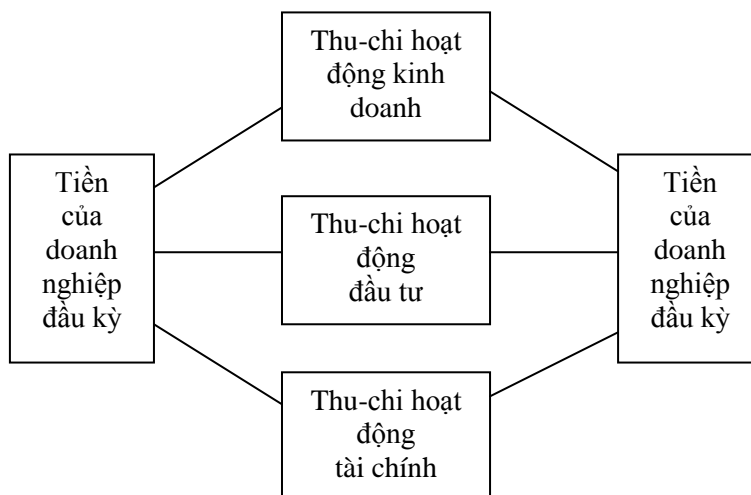 Thu-chi hoạt
động kinh
doanh
Tiền
của
doanh
nghiệp
đầu kỳ
Thu-chi hoạt
động
đầu tư
Tiền
của
doanh
nghiệp
đầu kỳ
Thu-chi hoạt
động
tài chính